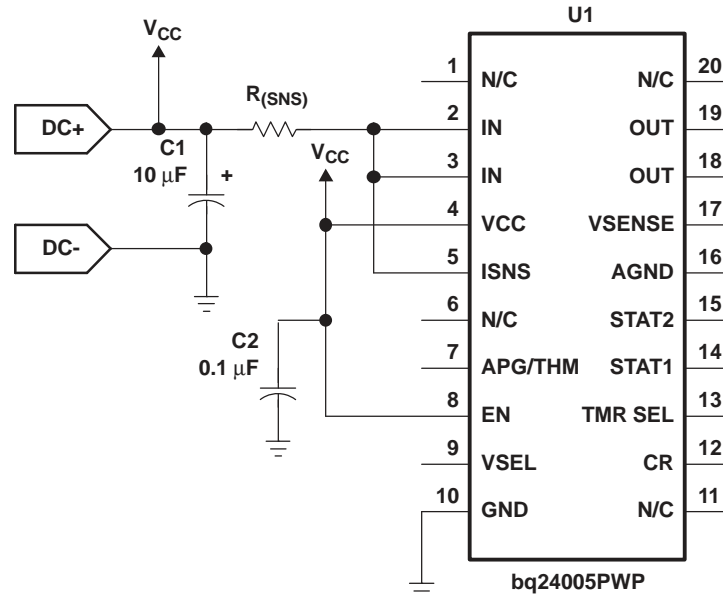 U1
VCC
1 N/C N/C 20
R(SNS)
DC+
2 IN OUT 19
C1
10 μF +
VCC
3 IN OUT 18
4 VCC VSENSE 17
DC-
5 ISNS AGND 16
6 N/C STAT2 15
C2
0.1 μF
7 APG/THM STAT1 14
8 EN TMR SEL 13
9 VSEL CR 12
10 GND N/C 11
bq24005PWP